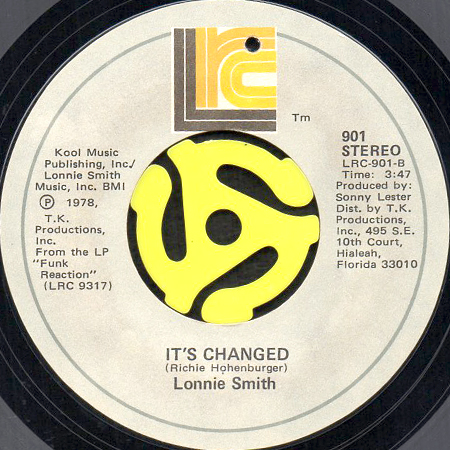 LRC
Tm
Kool Music
Publishing, Inc./
Lonnie Smith
Music, Inc. BMI
Ⓟ 1978,
T.K.
Productions,
Inc.
From the LP
"Funk
Reaction"
(LRC 9317)
901
STEREO
LRC-901-B
Time: 3:47
Produced by:
Sonny Lester
Dist. by T.K.
Productions,
Inc., 495 S.E.
10th Court,
Hialeah,
Florida 33010
IT'S CHANGED
(Richie Hohenburger)
Lonnie Smith